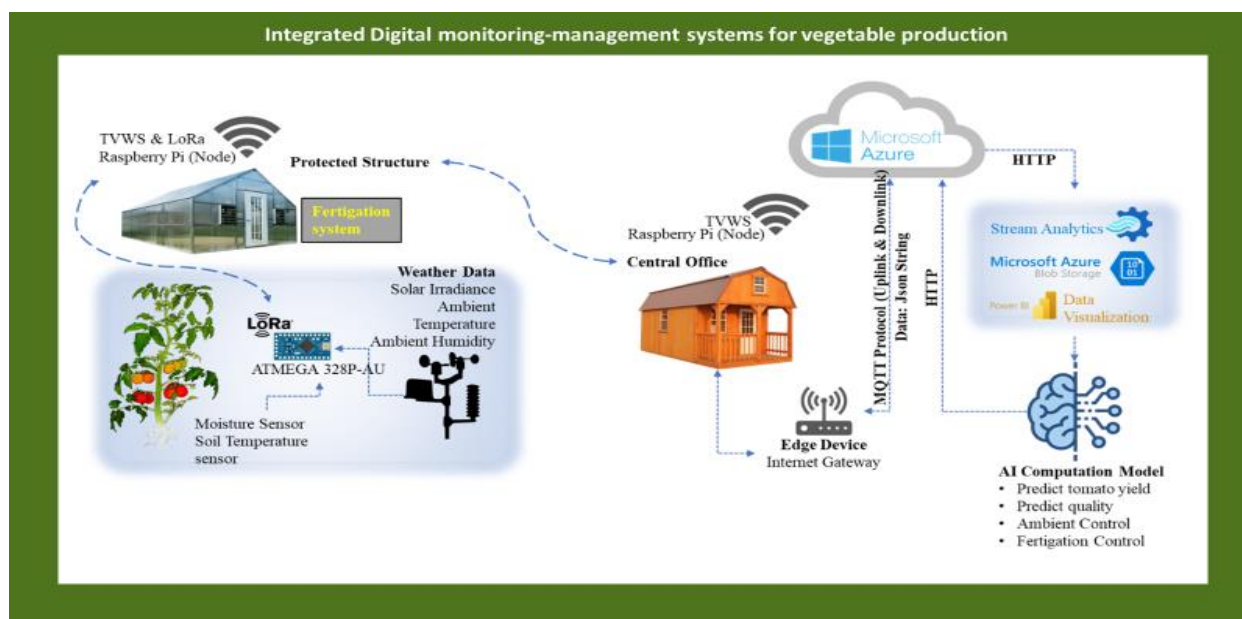 Integrated Digital monitoring-management systems for vegetable production
TVWS & LoRa
Raspberry Pi (Node)
Protected Structure
Fertigation
system
Weather Data
Solar Irradiance
Ambient
Temperature
Ambient Humidity
LoRa
ATMEGA 328P-AU
Moisture Sensor
Soil Temperature
sensor
TVWS
Raspberry Pi (Node)
Central Office
Edge Device
Internet Gateway
MQTT Protocol (Uplink & Downlink)
Data: Json String
HTTP
Microsoft
Azure
HTTP
Stream Analytics
Microsoft Azure
Blob Storage
10
01
Power BI
Data
Visualization
AI Computation Model
• Predict tomato yield
• Predict quality
• Ambient Control
• Fertigation Control